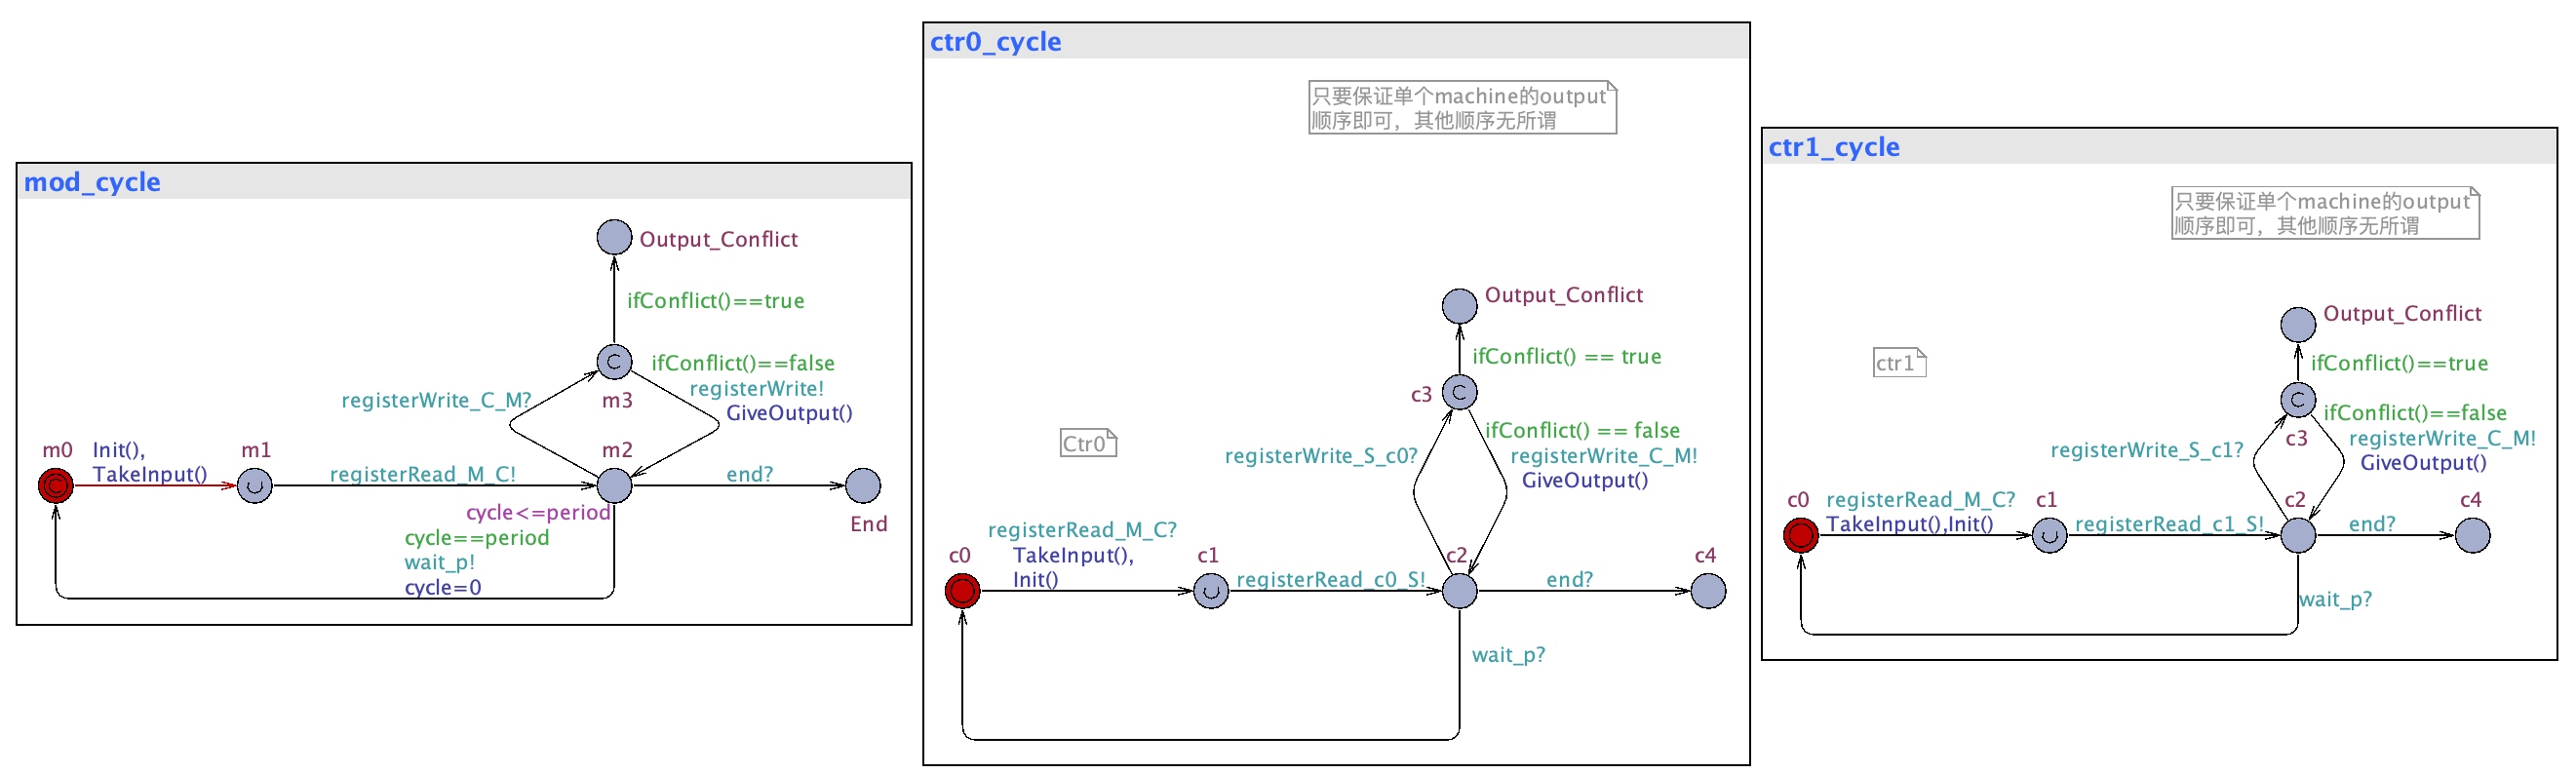 mod_cycle
Output_Conflict
ifConflict()==true
C
ifConflict()==false
registerWrite!
GiveOutput()
registerWrite_C_M?
m3
m0
Init(),
TakeInput()
m1
registerRead_M_C!
m2
end?
End
cycle<=period
cycle==period
wait_p!
cycle=0
C
ctr0_cycle
只要保证单个machine的output
顺序即可，其他顺序无所谓
Output_Conflict
ifConflict() == true
c3
C
ifConflict() == false
registerWrite_C_M!
GiveOutput()
Ctr0
registerWrite_S_c0?
c0
registerRead_M_C?
TakeInput(),
Init()
c1
registerRead_c0_S!
c2
end?
c4
wait_p?
ctr1_cycle
只要保证单个machine的output
顺序即可，其他顺序无所谓
ctr1
Output_Conflict
ifConflict()==true
C
ifConflict()==false
c3
registerWrite_C_M!
GiveOutput()
registerWrite_S_c1?
c0
registerRead_M_C?
TakeInput(),Init()
c1
registerRead_c1_S!
c2
end?
c4
wait_p?